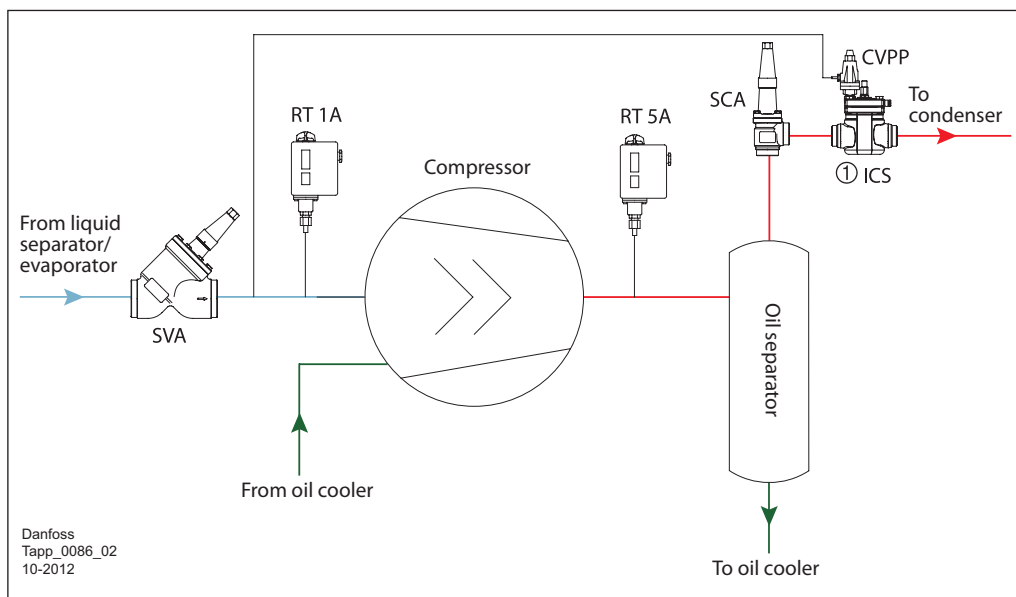 CVPP
SCA
To
condenser
RT 1A
RT 5A
Compressor
① ICS
From liquid
separator/
evaporator
SVA
Oil separator
From oil cooler
Danfoss
Tapp_0086_02
10-2012
To oil cooler